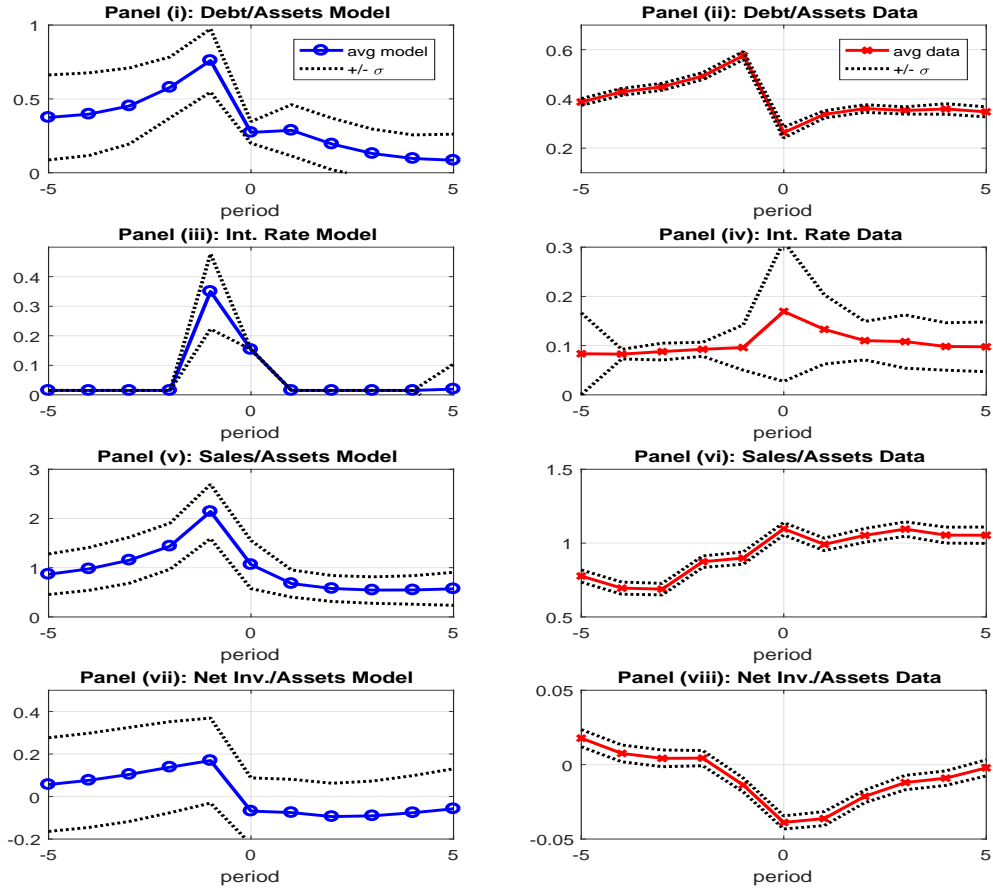 Panel (i): Debt/Assets Model
1
0.5
0
-5
0
5
period
avg model
+/- σ
Panel (ii): Debt/Assets Data
0.6
0.4
0.2
-5
0
5
period
avg data
+/- σ
Panel (iii): Int. Rate Model
0.4
0.3
0.2
0.1
0
-5
0
5
period
Panel (iv): Int. Rate Data
0.3
0.2
0.1
0
-5
0
5
period
Panel (v): Sales/Assets Model
3
2
1
0
-5
0
5
period
Panel (vi): Sales/Assets Data
1.5
1
0.5
-5
0
5
period
Panel (vii): Net Inv./Assets Model
0.4
0.2
0
-0.2
-5
0
5
period
Panel (viii): Net Inv./Assets Data
0.05
0
-0.05
-5
0
5
period